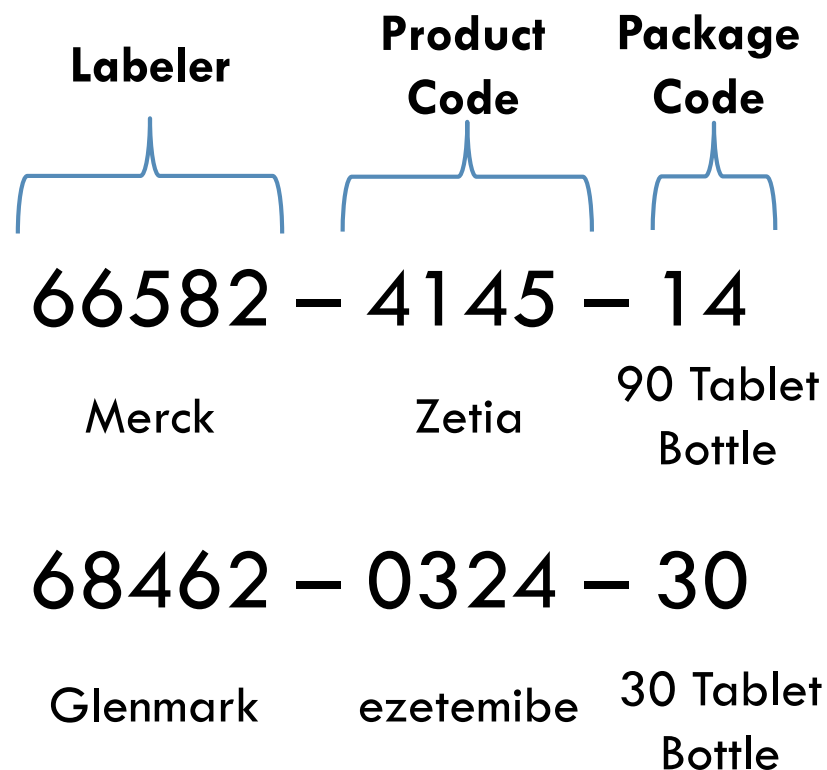 Labeler
Product
Code
Package
Code
66582 – 4145 – 14
Merck
Zetia
90 Tablet
Bottle
68462 – 0324 – 30
Glenmark
ezetemibe
30 Tablet
Bottle